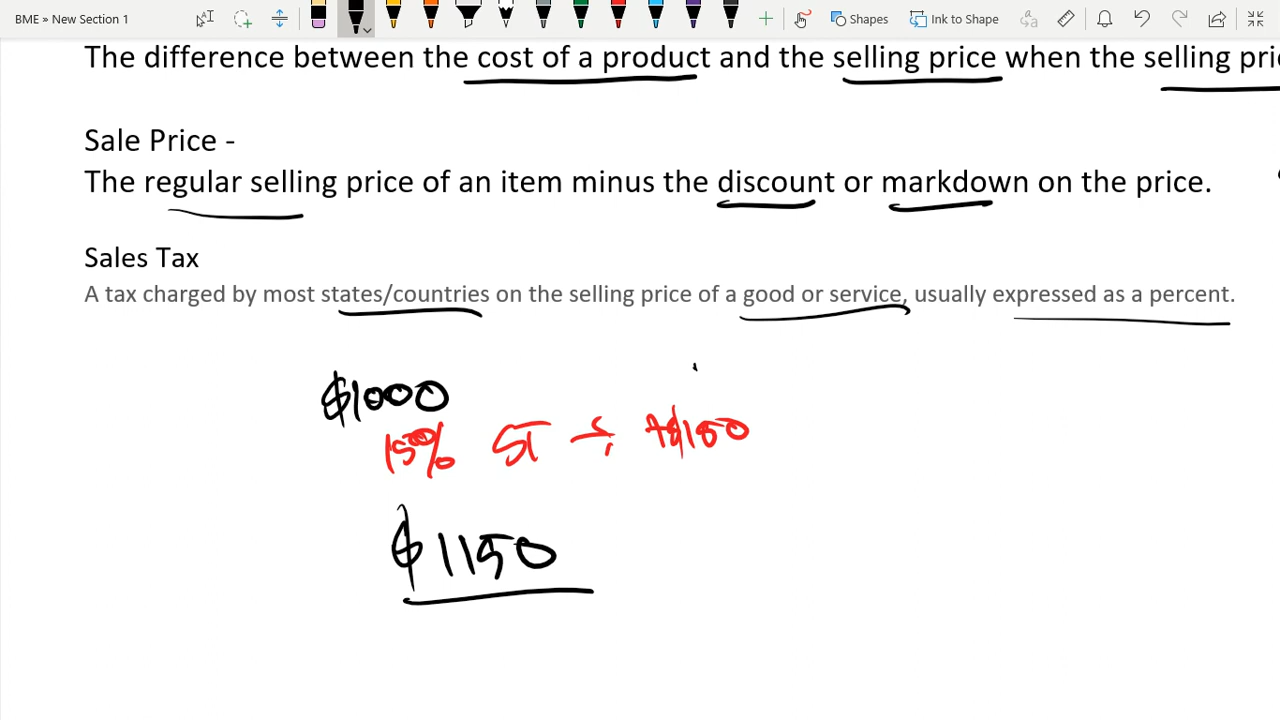 BME » New Section 1
Shapes
Ink to Shape
The difference between the cost of a product and the selling price when the selling
Sale Price -
The regular selling price of an item minus the discount or markdown on the price.
Sales Tax
A tax charged by most states/countries on the selling price of a good or service, usually expressed as a percent.
$1000
15% ST → +$150
$1150